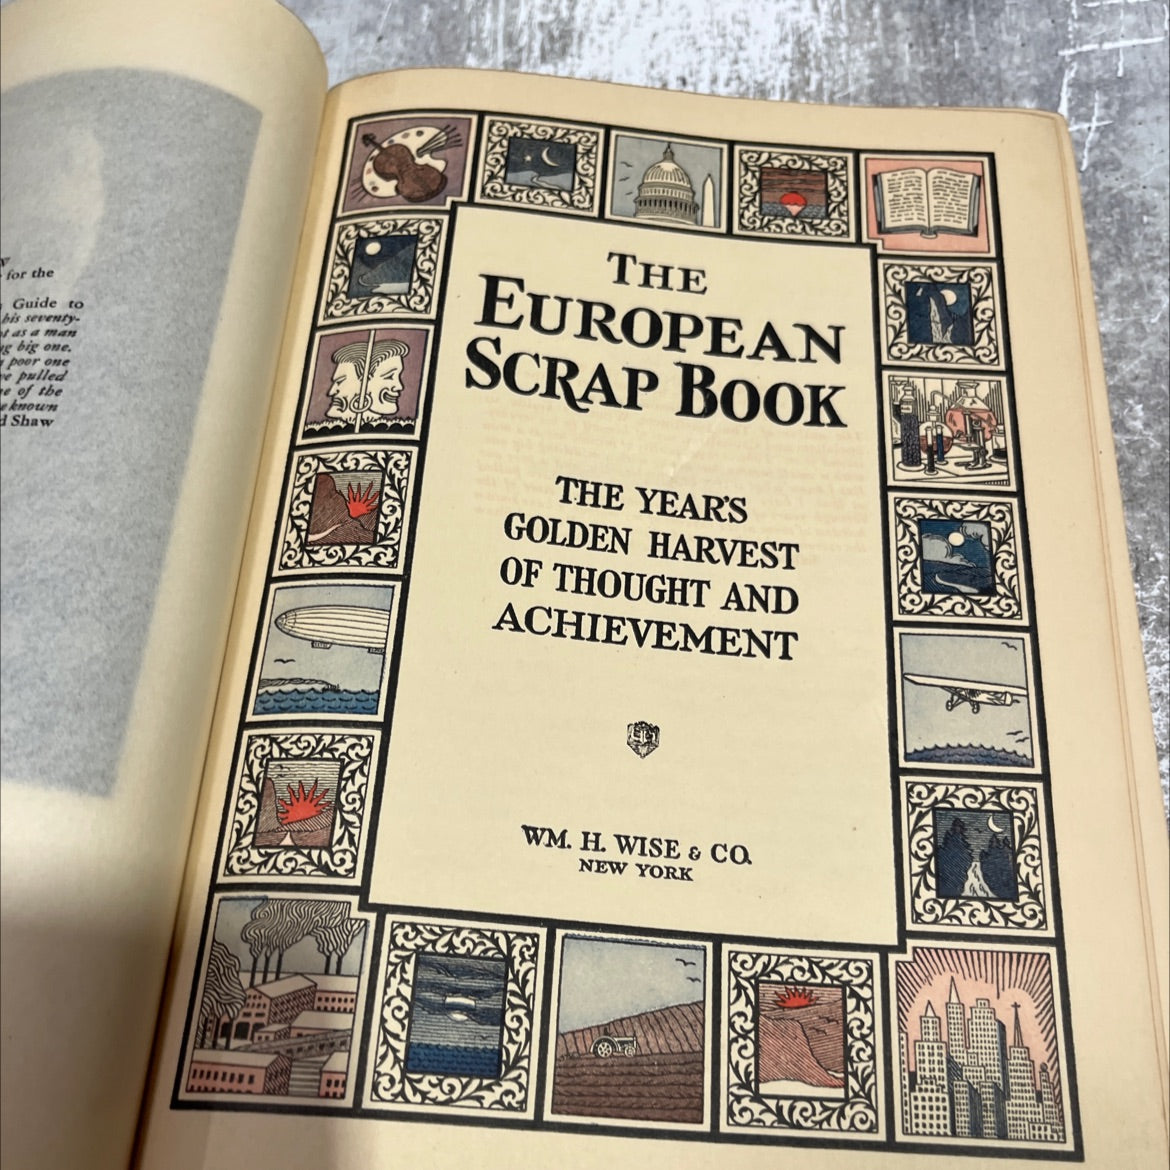 for the
Guide to
his seventy-
as a man
big one.
poor one
pulled
of the
known
Shaw
THE
EUROPEAN
SCRAP BOOK
THE YEAR'S
GOLDEN HARVEST
OF THOUGHT AND
ACHIEVEMENT
WM. H. WISE & CO.
NEW YORK